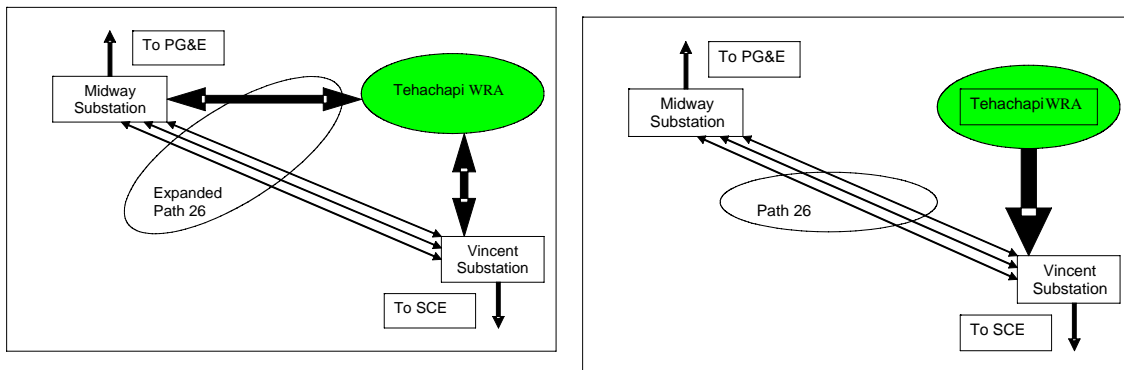 To PG&E
Midway
Substation
Tehachapi WRA
Expanded
Path 26
Vincent
Substation
To SCE
To PG&E
Midway
Substation
Tehachapi WRA
Path 26
Vincent
Substation
To SCE